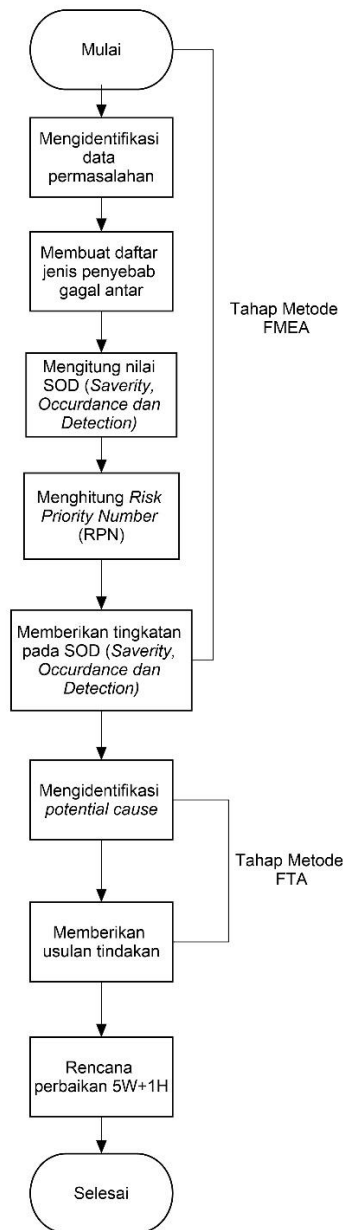 Mulai
Mengidentifikasi
data
permasalahan
Membuat daftar
jenis penyebab
gagal antar
Tahap Metode
FMEA
Mengitung nilai
SOD (Saverity,
Occurdance dan
Detection)
Menghitung Risk
Priority Number
(RPN)
Memberikan tingkatan
pada SOD (Saverity,
Occurdance dan
Detection)
Mengidentifikasi
potential cause
Tahap Metode
FTA
Memberikan
usulan tindakan
Rencana
perbaikan 5W+1H
Selesai